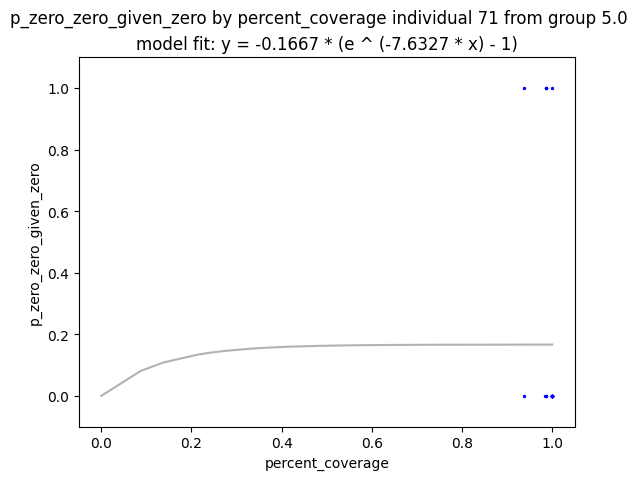 p_zero_zero_given_zero by percent_coverage individual 71 from group 5.0
model fit: y = -0.1667 * (e ^ (-7.6327 * x) - 1)
1.0
0.8
0.6
0.4
0.2
0.0
p_zero_zero_given_zero
0.0 0.2 0.4 0.6 0.8 1.0
percent_coverage